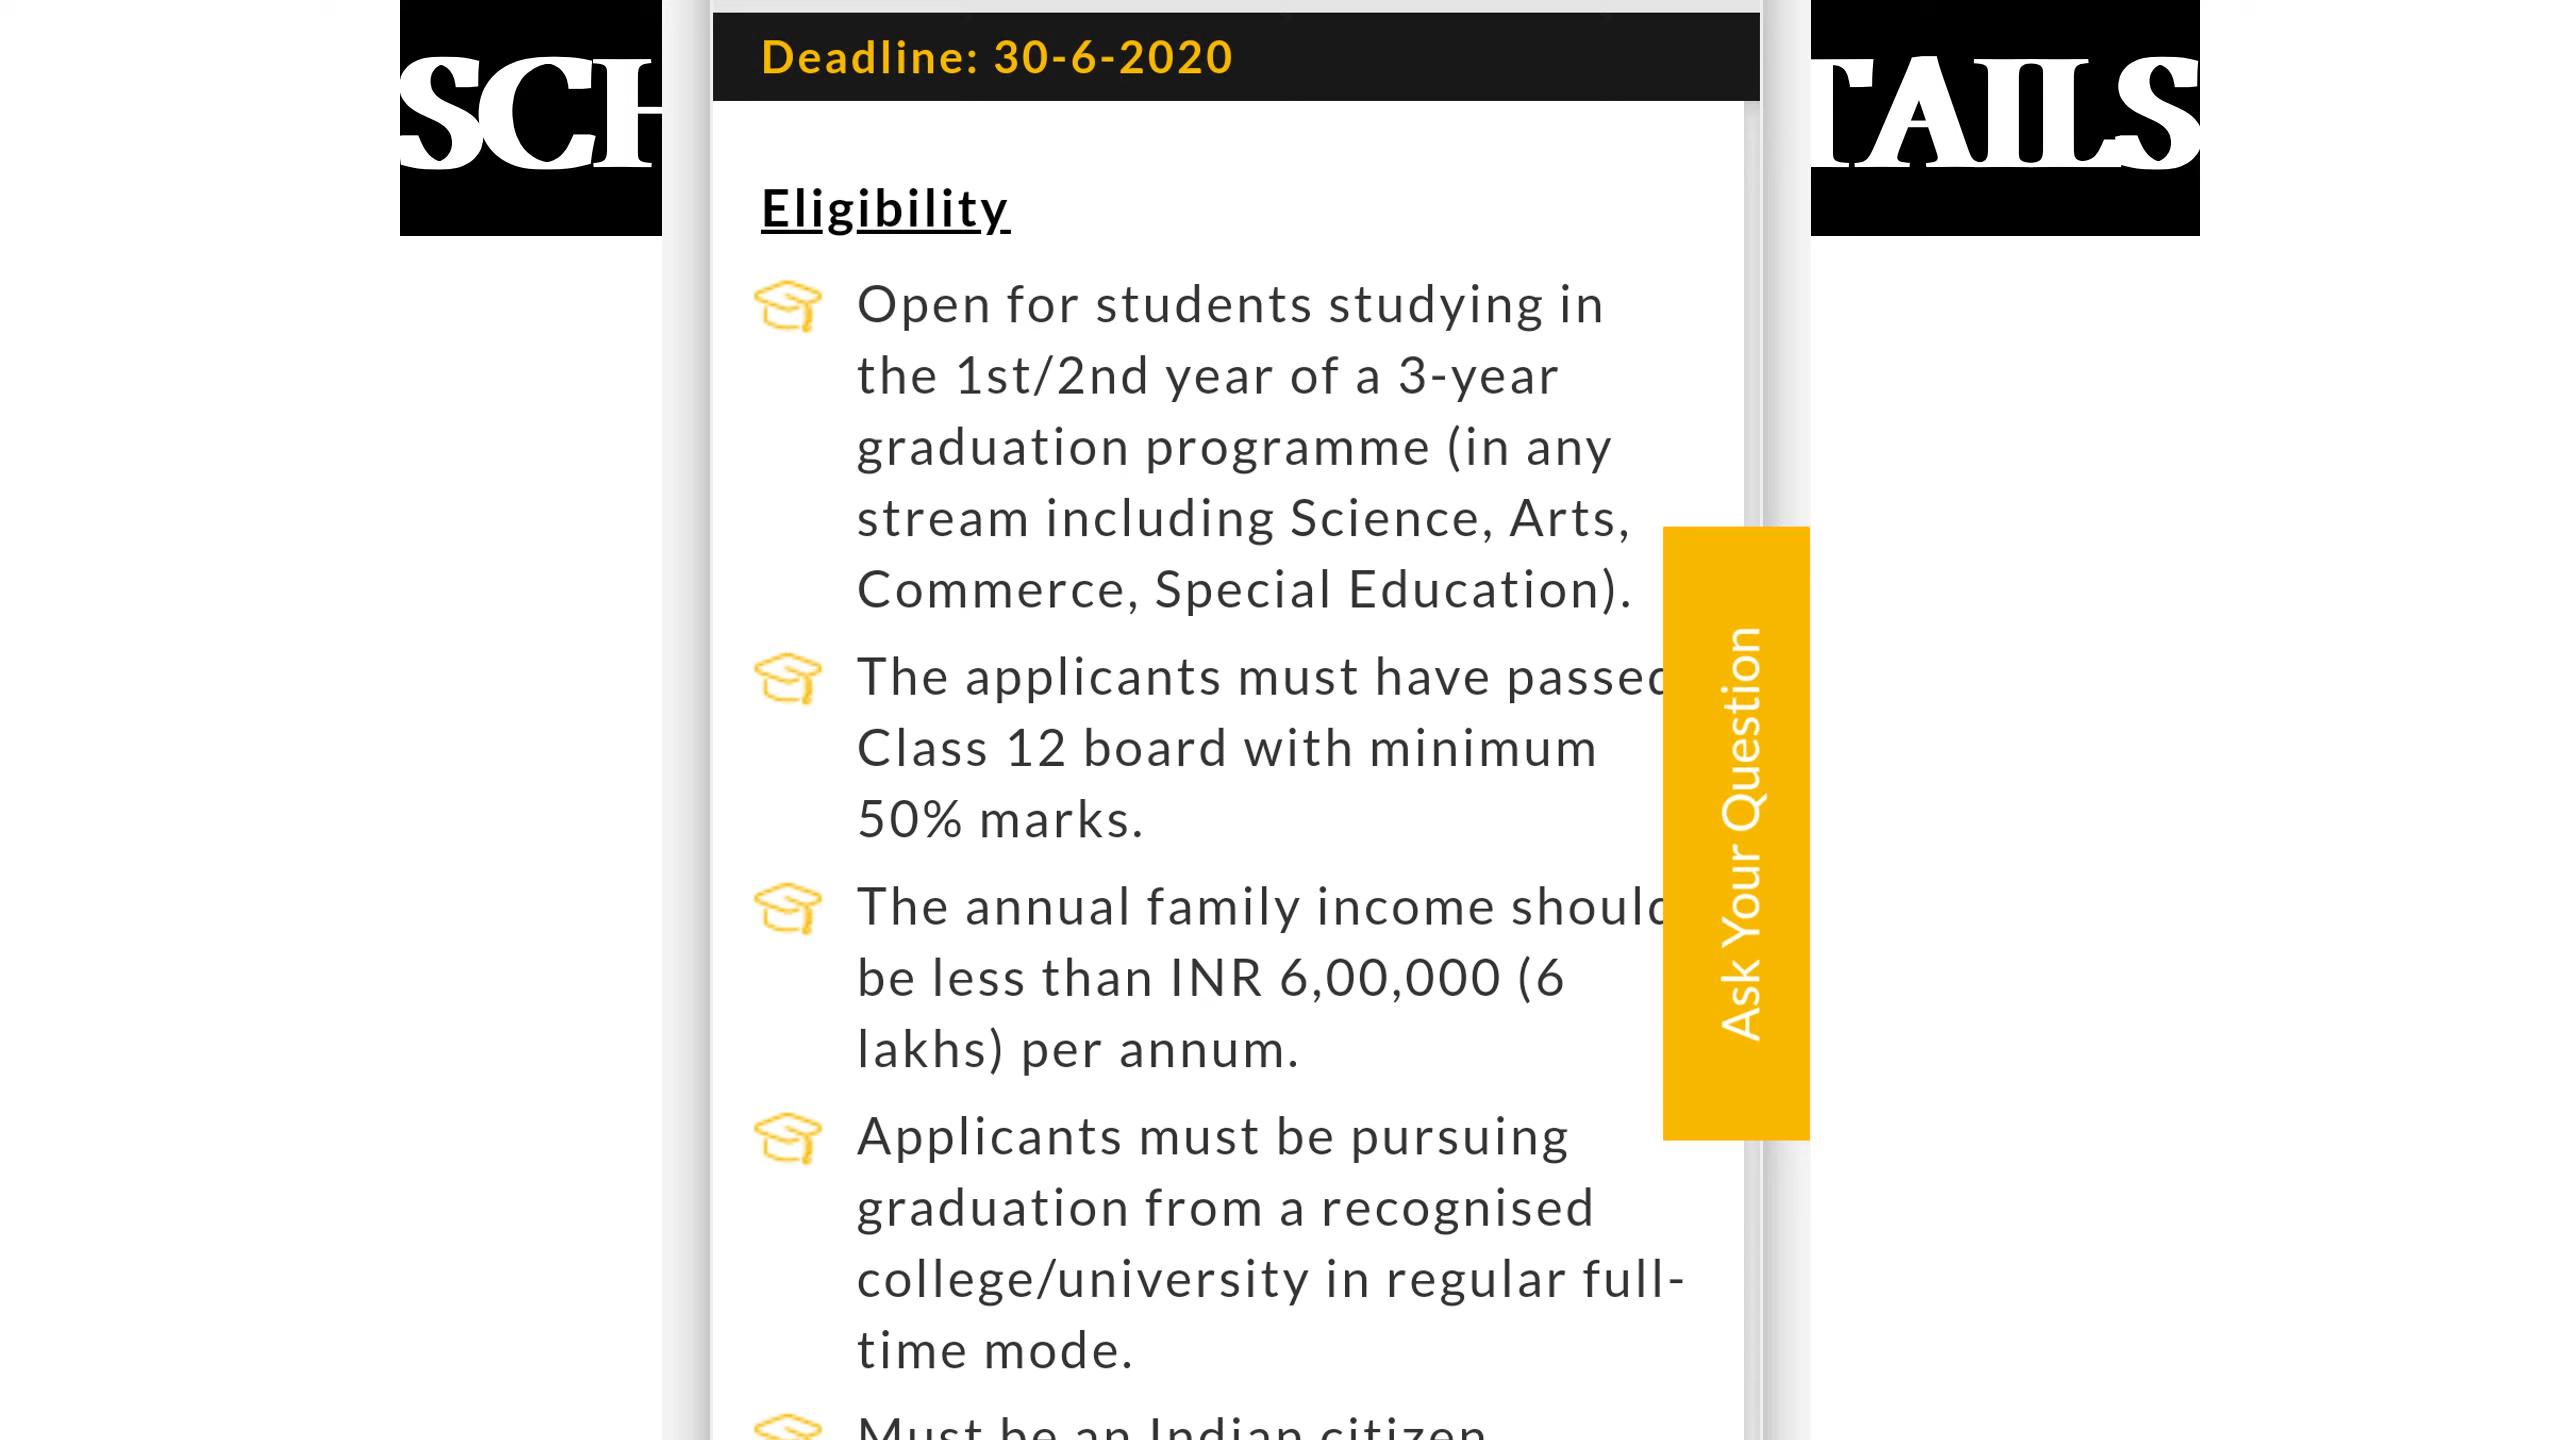 SCH
TAILS
Deadline: 30-6-2020
Eligibility
Open for students studying in
the 1st/2nd year of a 3-year
graduation programme (in any
stream including Science, Arts,
Commerce, Special Education).
The applicants must have passed
Class 12 board with minimum
50% marks.
The annual family income should
be less than INR 6,00,000 (6
lakhs) per annum.
Applicants must be pursuing
graduation from a recognised
college/university in regular full-
time mode.
Must be an Indian citizen
Ask Your Question